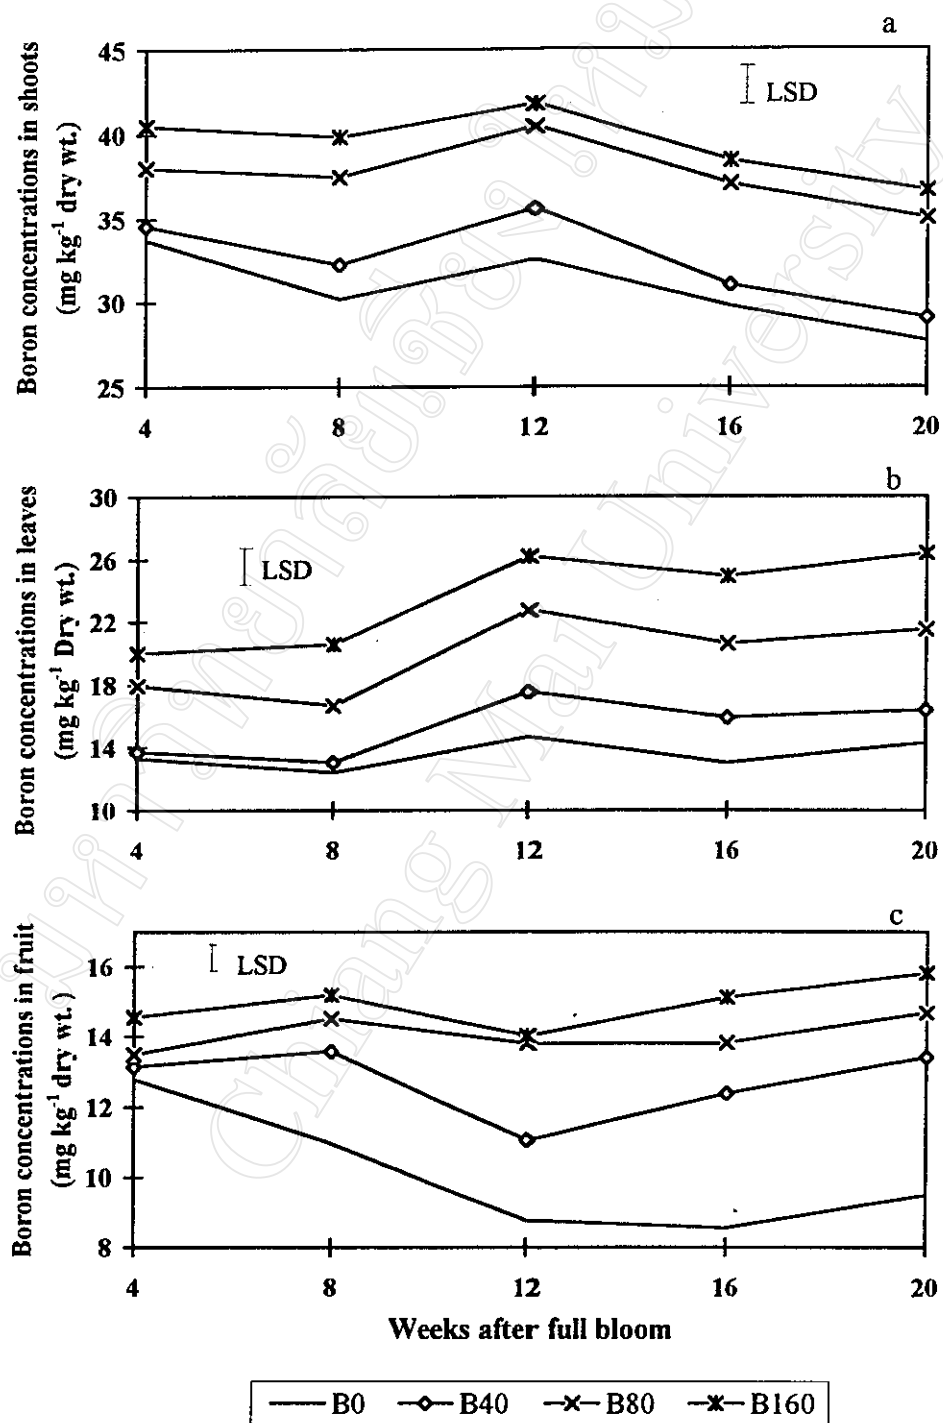 a
Boron concentrations in shoots
(mg kg⁻¹ dry wt.)
45
40
35
30
25
LSD
4 8 12 16 20
b
Boron concentrations in leaves
(mg kg⁻¹ Dry wt.)
30
26
22
18
14
10
LSD
4 8 12 16 20
c
Boron concentrations in fruit
(mg kg⁻¹ dry wt.)
16
14
12
10
8
LSD
4 8 12 16 20
Weeks after full bloom
B0 B40 B80 B160
Chiang Mai University